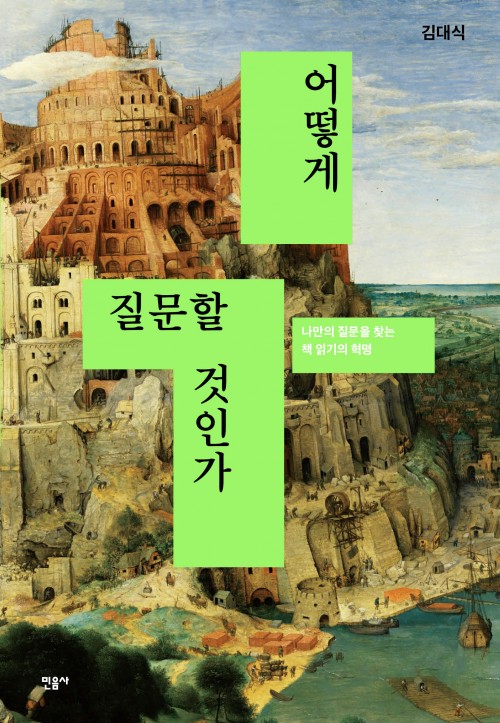 김대식
어떻게
질문할
것인가
나만의 질문을 찾는
책 읽기의 혁명
민음사